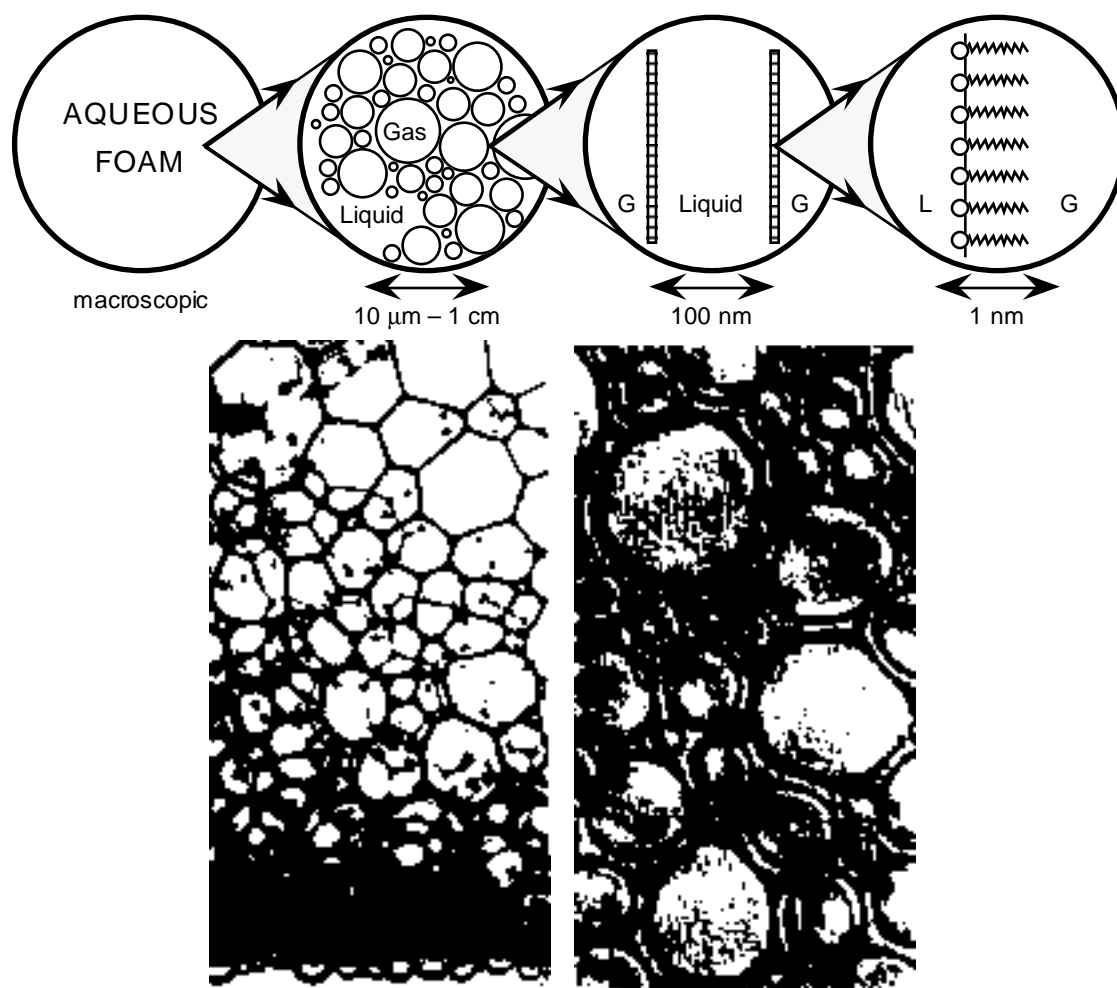 AQUEOUS
FOAM
macroscopic
Gas
Liquid
10 μm – 1 cm
G
Liquid
G
100 nm
L
G
1 nm